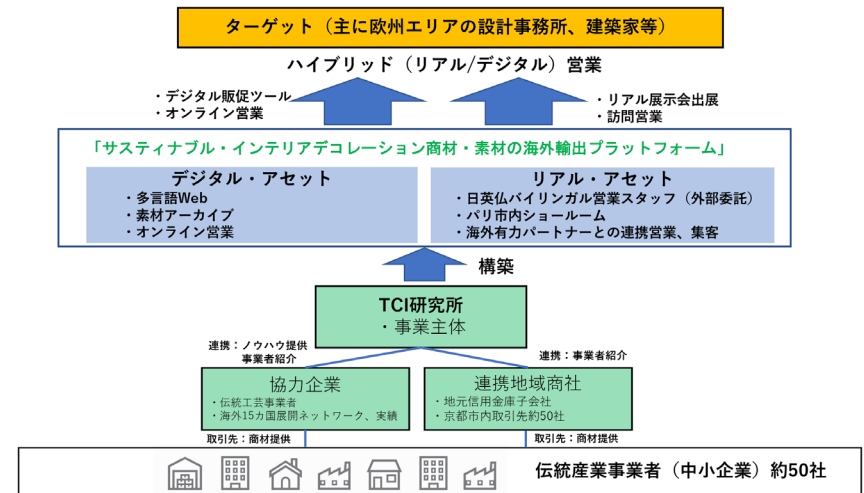 ターゲット（主に欧州エリアの設計事務所、建築家等）
ハイブリッド（リアル/デジタル）営業
・デジタル販促ツール
・オンライン営業
・リアル展示会出展
・訪問営業
「サスティナブル・インテリアデコレーション商材・素材の海外輸出プラットフォーム」
デジタル・アセット
・多言語Web
・素材アーカイブ
・オンライン営業
リアル・アセット
・日英仏バイリンガル営業スタッフ（外部委託）
・パリ市内ショールーム
・海外有力パートナーとの連携営業、集客
構築
TCI研究所
・事業主体
連携：ノウハウ提供
事業者紹介
連携：事業者紹介
協力企業
・伝統工芸事業者
・海外15カ国展開ネットワーク、実績
連携地域商社
・地元信用金庫子会社
・京都市内取引先約50社
取引先：商材提供
取引先：商材提供
伝統産業事業者（中小企業）約50社